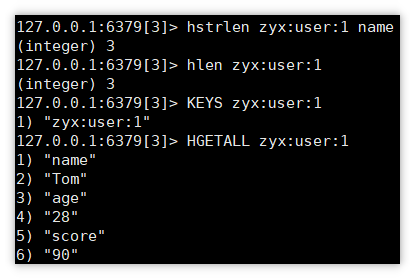 127.0.0.1:6379[3]> hstrlen zyx:user:1 name
(integer) 3
127.0.0.1:6379[3]> hlen zyx:user:1
(integer) 3
127.0.0.1:6379[3]> KEYS zyx:user:1
1) "zyx:user:1"
127.0.0.1:6379[3]> HGETALL zyx:user:1
1) "name"
2) "Tom"
3) "age"
4) "28"
5) "score"
6) "90"